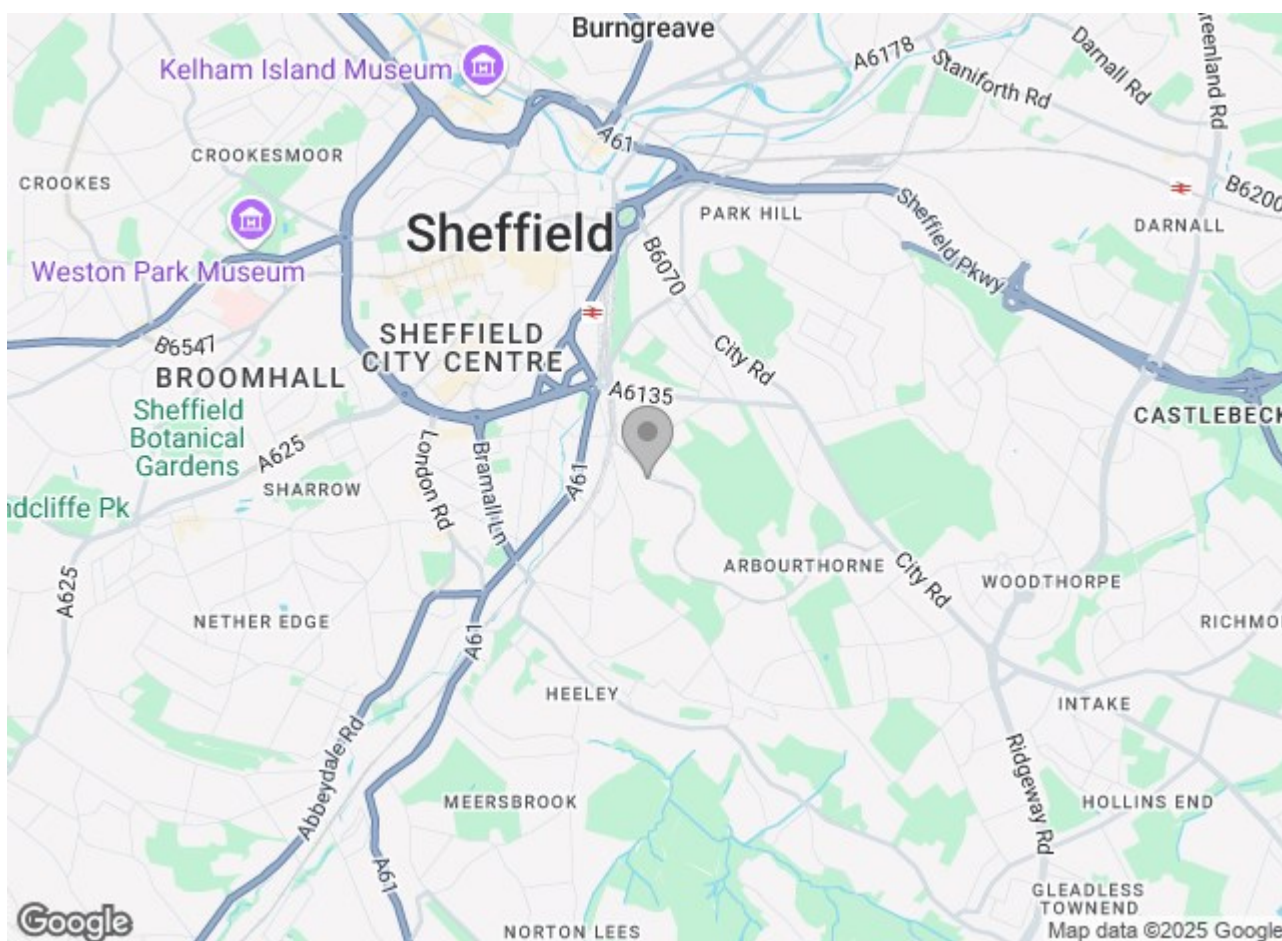 Burngreave
Kelham Island Museum
A6178
Staniforth Rd
Darnall Rd
Greenland Rd
A61
CROOKESMOOR
CROOKES
B6200
Sheffield
PARK HILL
Sheffield Pkwy
DARNALL
Weston Park Museum
B6070
B6547
SHEFFIELD
CITY CENTRE
City Rd
BROOMHALL
A6135
CASTLEBECK
Sheffield
Botanical
Gardens
A625
London Rd
Bramall Ln
A61
SHARROW
ndcliffe Pk
A625
ARBOURTHORNE
City Rd
WOODTHORPE
NETHER EDGE
A61
RICHMO
HEELEY
INTAKE
Abbeydale Rd
Ridgeway Rd
MEERSBROOK
HOLLINS END
A61
GLEADLESS
TOWNEND
Google
NORTON LEES
Map data ©2025 Google